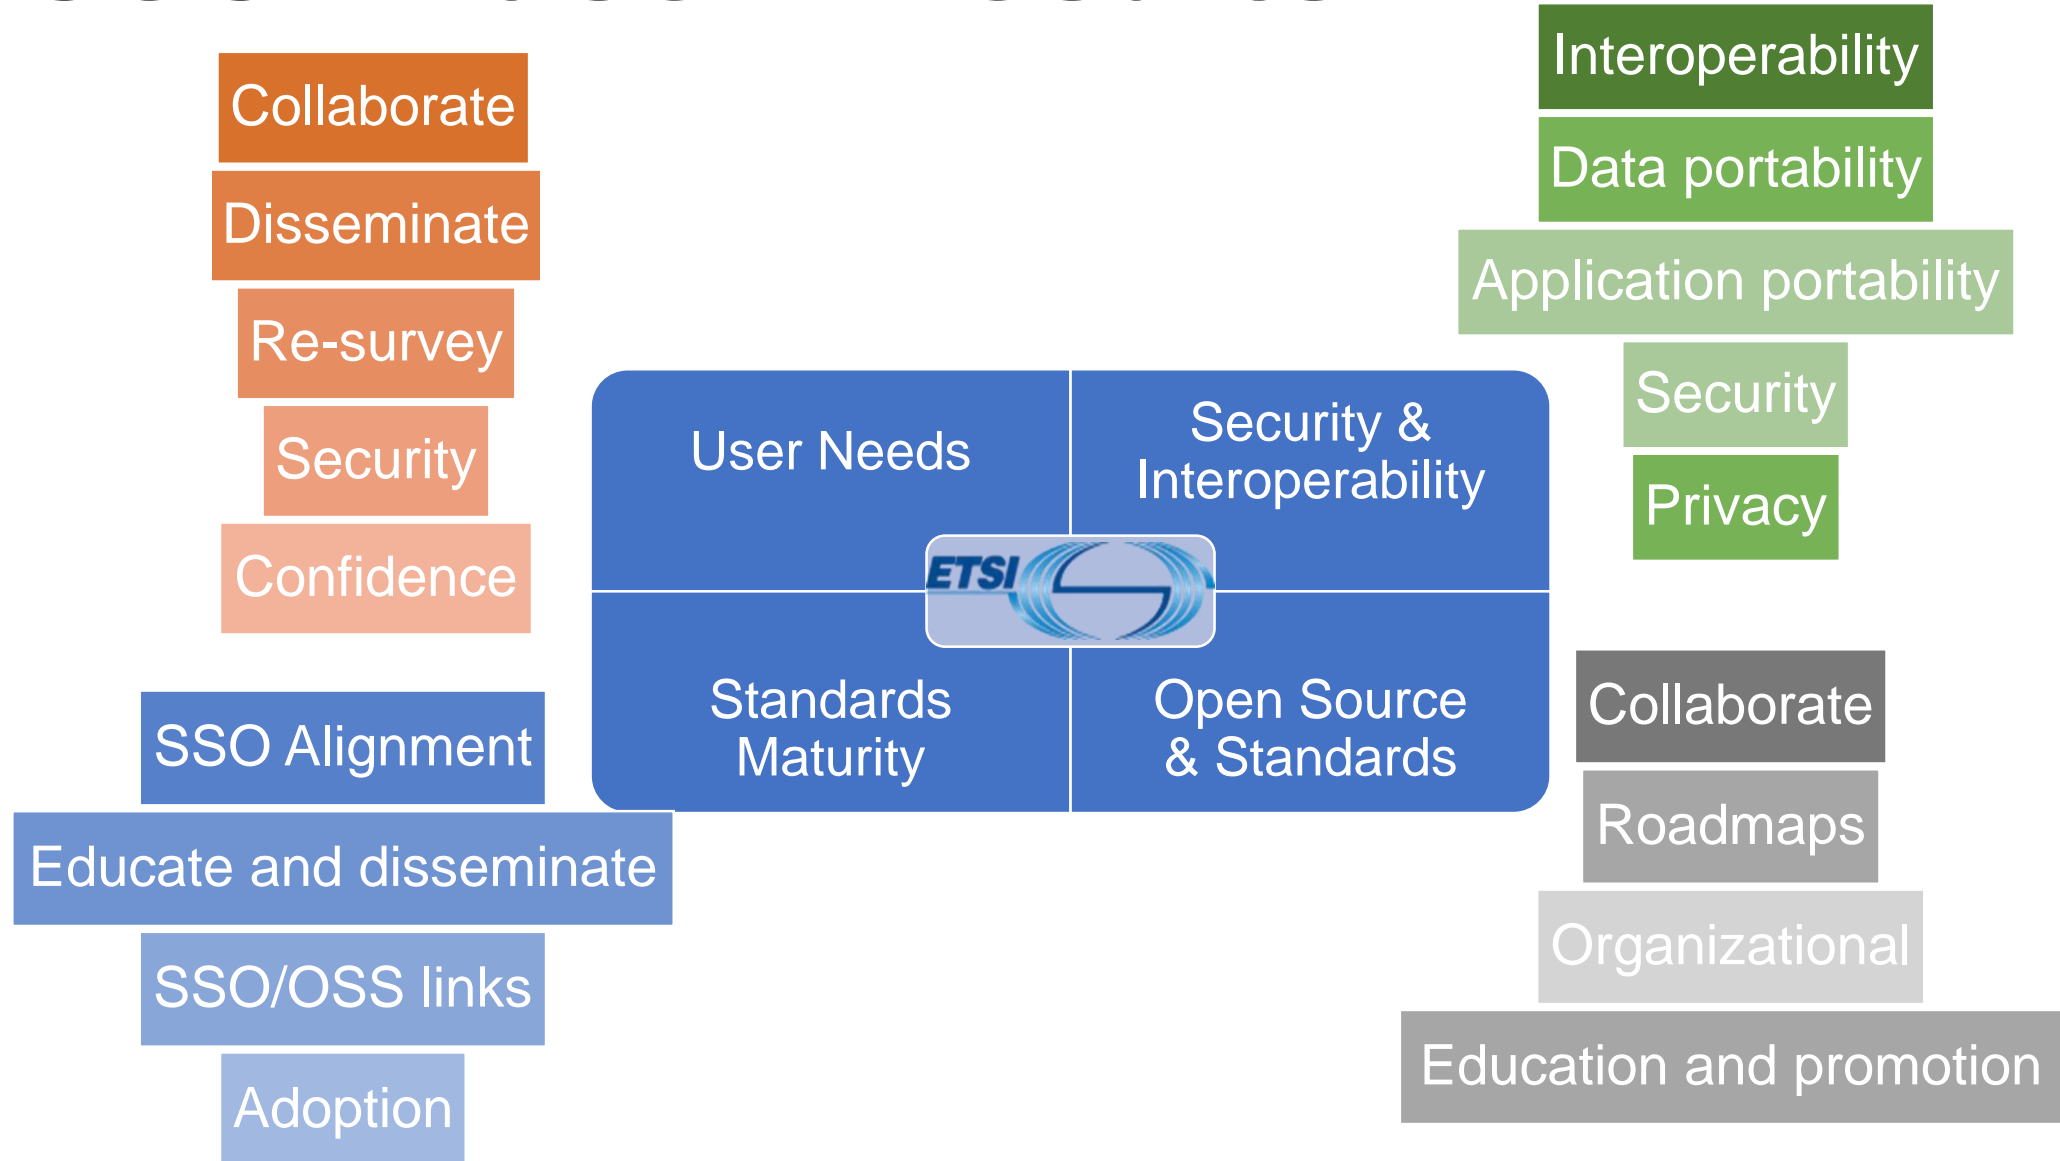 Collaborate
Disseminate
Re-survey
Security
Confidence
Interoperability
Data portability
Application portability
Security
Privacy
User Needs
Security &
Interoperability
ETSI
Standards
Maturity
Open Source
& Standards
SSO Alignment
Educate and disseminate
SSO/OSS links
Adoption
Collaborate
Roadmaps
Organizational
Education and promotion